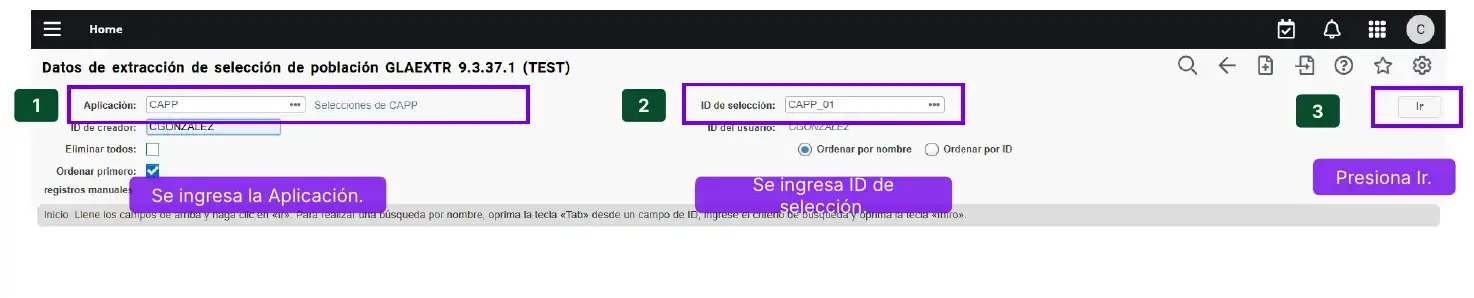 Home
C
Datos de extracción de selección de población GLAEXTR 9.3.37.1 (TEST)
1
Aplicación: CAPP ••• Selecciones de CAPP
2
ID de selección: CAPP_01 •••
3
Ir
ID de creador: CGONZALEZ
ID del usuario: CGONZALEZ
Eliminar todos:
Ordenar por nombre
Ordenar por ID
Ordenar primero:
registros manuales
Se ingresa la Aplicación.
Se ingresa ID de
selección.
Presiona Ir.
Inicio Llene los campos de arriba y haga clic en «Ir». Para realizar una búsqueda por nombre, oprima la tecla «Tab» desde un campo de ID, ingrese el criterio de búsqueda y oprima la tecla «Intro».